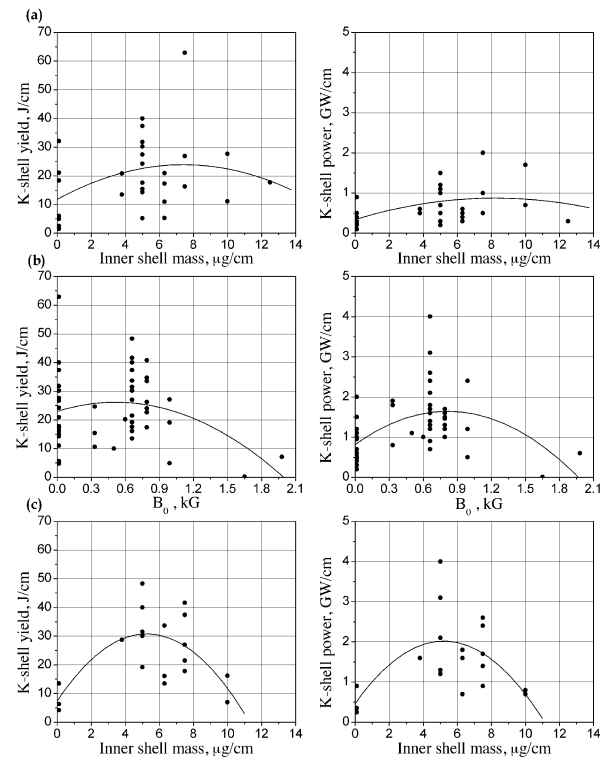 (a)
K-shell yield, J/cm
70
60
50
40
30
20
10
0
0 2 4 6 8 10 12 14
Inner shell mass, µg/cm
K-shell power, GW/cm
5
4
3
2
1
0
0 2 4 6 8 10 12 14
Inner shell mass, µg/cm
(b)
K-shell yield, J/cm
80
70
60
50
40
30
20
10
0
0.0 0.3 0.6 0.9 1.2 1.5 1.8 2.1
B0 , kG
K-shell power, GW/cm
5
4
3
2
1
0
0.0 0.3 0.6 0.9 1.2 1.5 1.8 2.1
B0 , kG
(c)
K-shell yield, J/cm
70
60
50
40
30
20
10
0
0 2 4 6 8 10 12 14
Inner shell mass, µg/cm
K-shell power, GW/cm
5
4
3
2
1
0
0 2 4 6 8 10 12 14
Inner shell mass, µg/cm